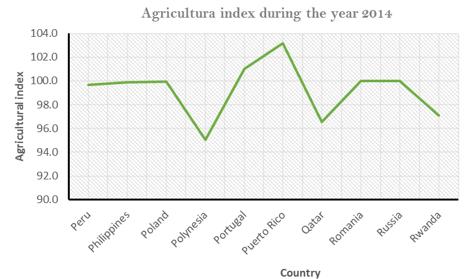 Agricultura index during the year 2014
104.0
102.0
100.0
98.0
96.0
94.0
92.0
90.0
Agricultural index
Peru
Philippines
Poland
Polynesia
Portugal
Puerto Rico
Qatar
Romania
Russia
Rwanda
Country